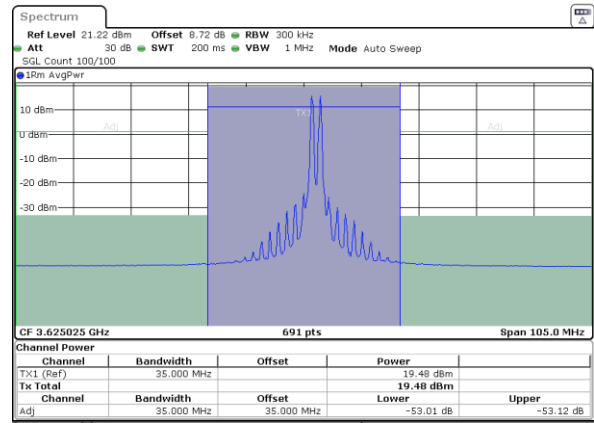 Spectrum
Ref Level 21.22 dBm Offset 8.72 dB RBW 300 kHz
Att 30 dB SWT 200 ms VBW 1 MHz Mode Auto Sweep
SGL Count 100/100
1Rm AvgPwr
10 dBm
TX1
Adj
Adj
0 dBm
-10 dBm
-20 dBm
-30 dBm
CF 3.625025 GHz 691 pts Span 105.0 MHz
Channel Power
Channel Bandwidth Offset Power
TX1 (Ref) 35.000 MHz 19.48 dBm
Tx Total 19.48 dBm
Channel Bandwidth Offset Lower Upper
Adj 35.000 MHz 35.000 MHz -53.01 dB -53.12 dB